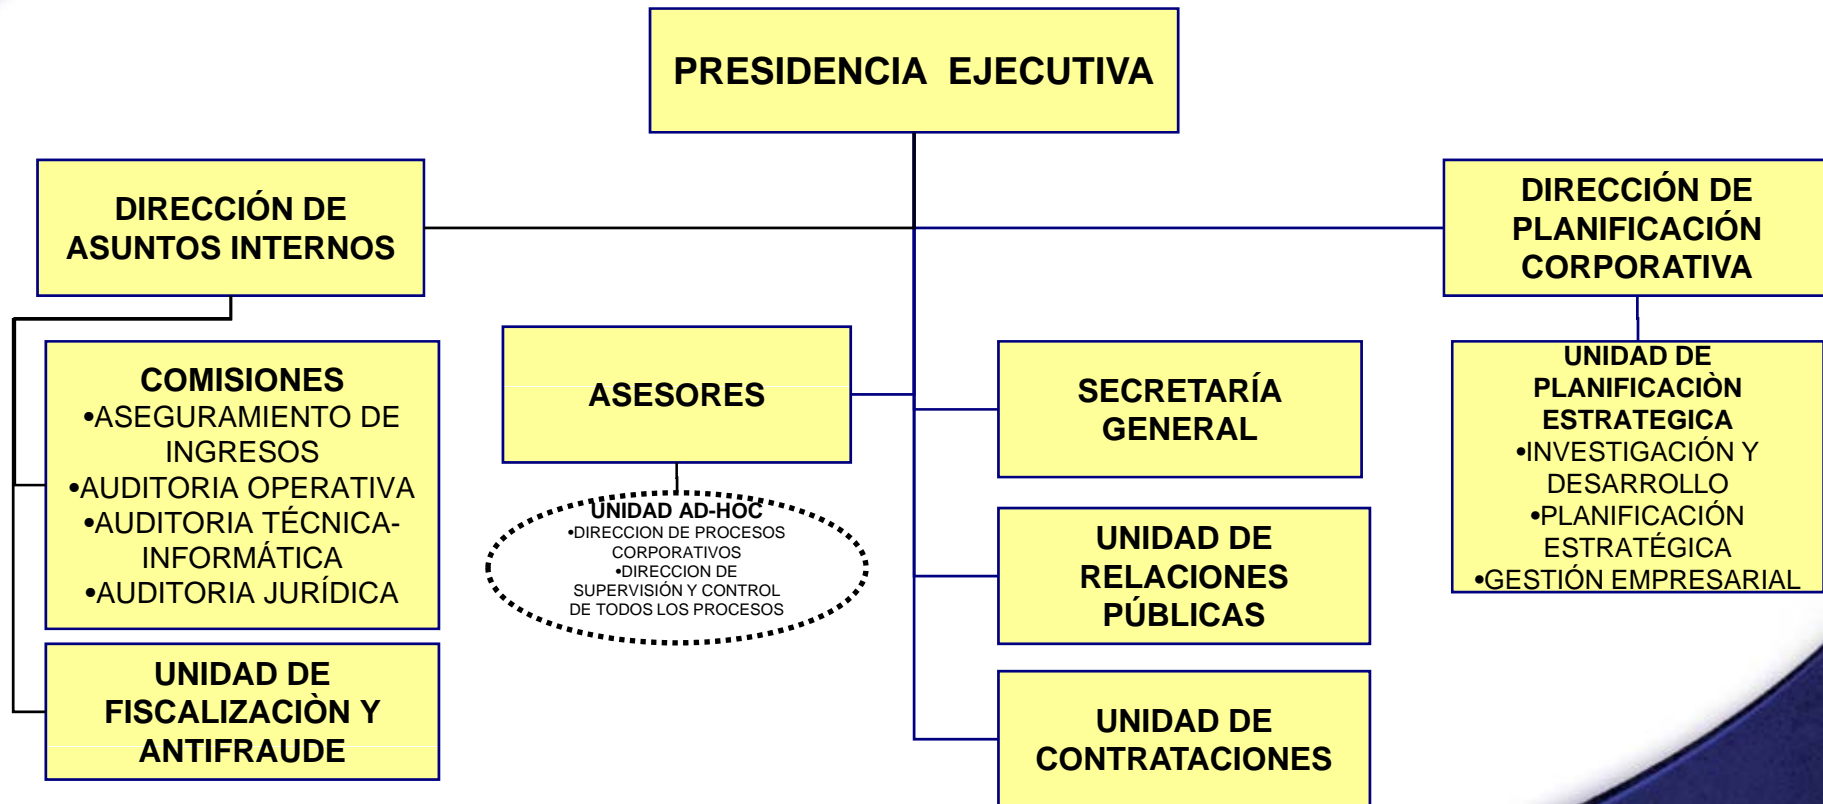 PRESIDENCIA EJECUTIVA
DIRECCIÓN DE
ASUNTOS INTERNOS
DIRECCIÓN DE
PLANIFICACIÓN
CORPORATIVA
COMISIONES
•ASEGURAMIENTO DE
INGRESOS
•AUDITORIA OPERATIVA
•AUDITORIA TÉCNICA-
INFORMÁTICA
•AUDITORIA JURÍDICA
UNIDAD DE
FISCALIZACIÒN Y
ANTIFRAUDE
ASESORES
UNIDAD AD-HOC
•DIRECCION DE PROCESOS
CORPORATIVOS
•DIRECCION DE
SUPERVISIÓN Y CONTROL
DE TODOS LOS PROCESOS
SECRETARÍA
GENERAL
UNIDAD DE
RELACIONES
PÚBLICAS
UNIDAD DE
CONTRATACIONES
UNIDAD DE
PLANIFICACIÒN
ESTRATEGICA
•INVESTIGACIÓN Y
DESARROLLO
•PLANIFICACIÓN
ESTRATÉGICA
•GESTIÓN EMPRESARIAL